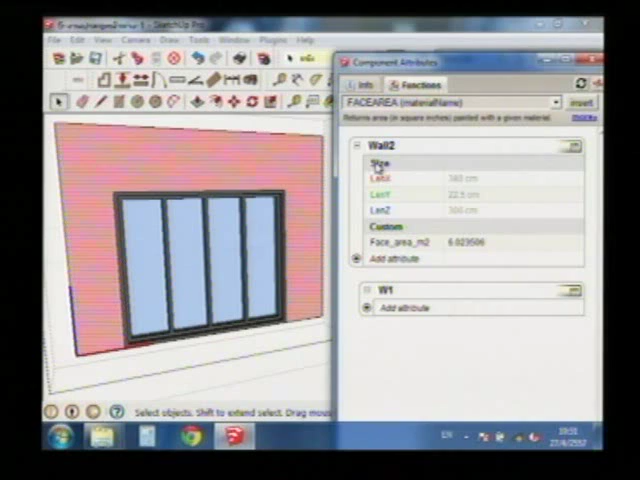 SketchUp Pro
File Edit View Camera Draw Tools Window Plugins Help
Component Attributes
Info Functions
FACEAREA (materialName) Insert
Returns area (in square inches) painted with a given material.
Wall2
Size
LenX 360 cm
LenY 22.5 cm
LenZ 300 cm
Custom
Face_area_m2 6.023506
Add attribute
W1
Add attribute
Select objects. Shift to extend select. Drag mous
EN